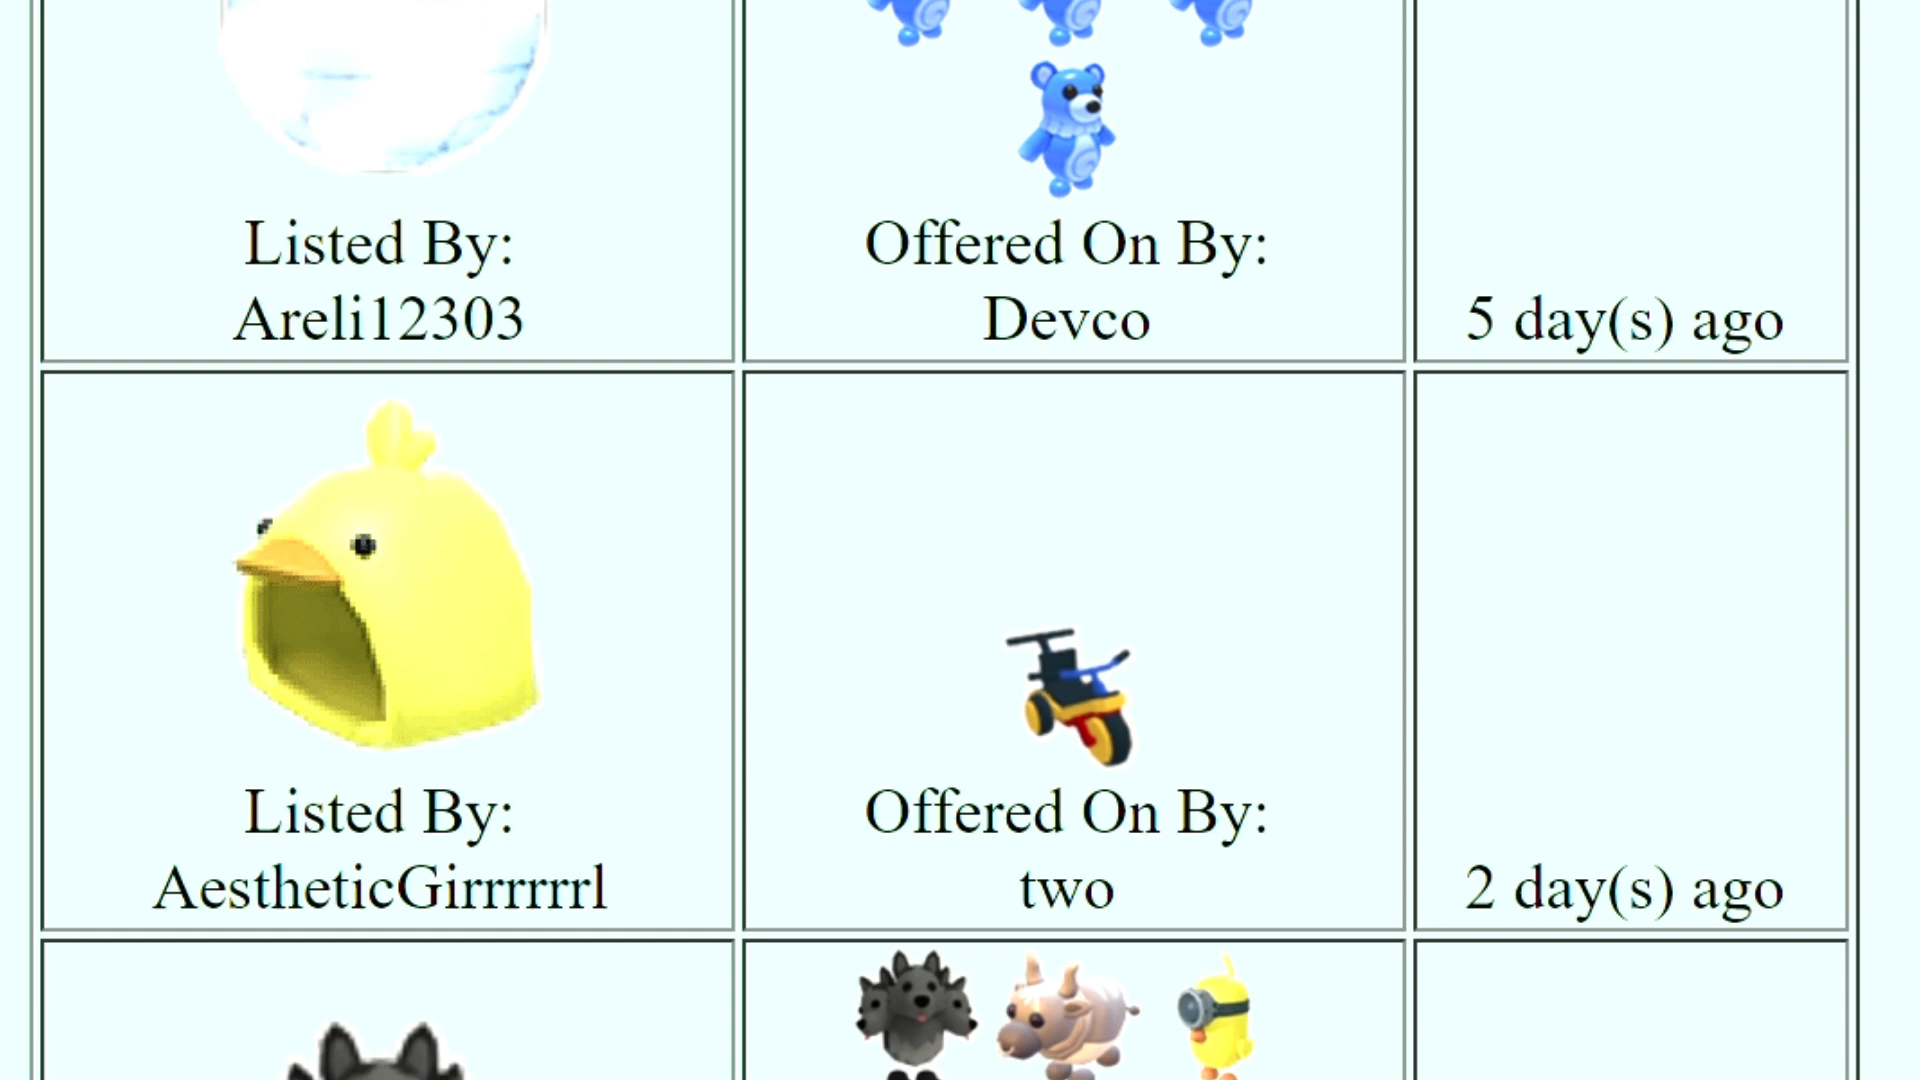 Listed By:
Areli12303
Offered On By:
Devco
5 day(s) ago
Listed By:
AestheticGirrrrrrl
Offered On By:
two
2 day(s) ago